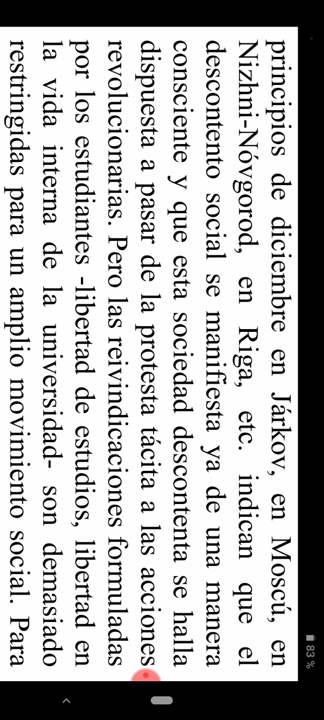 83 %
principios de diciembre en Járkov, en Moscú, en
Nizhni-Nóvgorod, en Riga, etc. indican que el
descontento social se manifiesta ya de una manera
consciente y que esta sociedad descontenta se halla
dispuesta a pasar de la protesta tácita a las acciones
revolucionarias. Pero las reivindicaciones formuladas
por los estudiantes -libertad de estudios, libertad en
la vida interna de la universidad- son demasiado
restringidas para un amplio movimiento social. Para